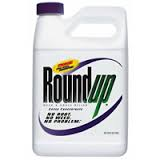 Roundup
WEED & GRASS KILLER
Super Concentrate
NO ROOT.
NO WEED.
NO PROBLEM.